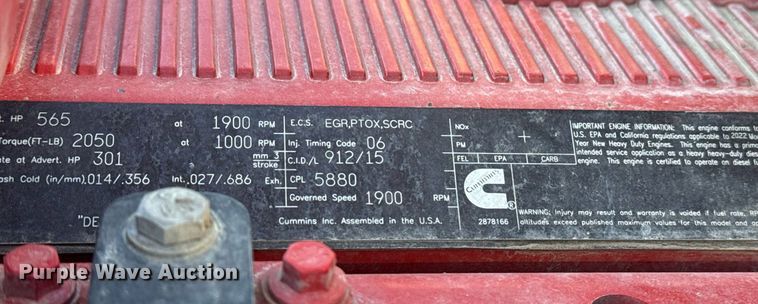 . HP 565 at 1900 RPM
Torque(FT-LB) 2050 at 1000 RPM
ate at Advert. HP 301 mm 3 stroke
ash Cold (in/mm) .014/.356 Int. .027/.686 Exh.
"DE
E.C.S. EGR,PTOX,SCRC
Inj. Timing Code 06
C.I.D./L 912/15
CPL 5880
Governed Speed 1900 RPM
Cummins Inc. Assembled in the U.S.A.
NOx +
PM
FEL EPA CARB
Cummins
®
2878166
IMPORTANT ENGINE INFORMATION: This engine conforms to
U.S. EPA and California regulations applicable to 2022 Mo
Year New Heavy Duty Engines. This engine has a prima
intended service application as a heavy heavy-duty dies
engine. This engine is certified to operate on diesel
WARNING: Injury may result and warranty is voided if fuel rate, RP
altitudes exceed published maximum values for this model and a
Purple Wave Auction